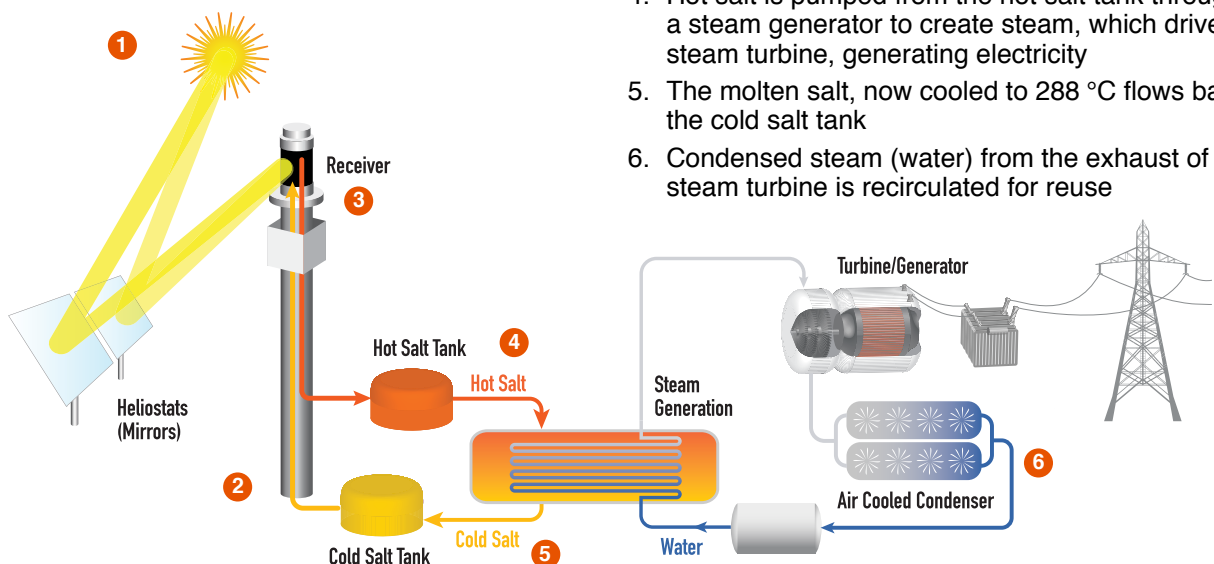 a steam generator to create steam, which drive
steam turbine, generating electricity
5. The molten salt, now cooled to 288 °C flows ba
the cold salt tank
6. Condensed steam (water) from the exhaust of
steam turbine is recirculated for reuse
1
Receiver
3
Turbine/Generator
Hot Salt Tank
4
Hot Salt
Steam
Generation
Heliostats
(Mirrors)
2
6
Air Cooled Condenser
Cold Salt
Water
5
Cold Salt Tank